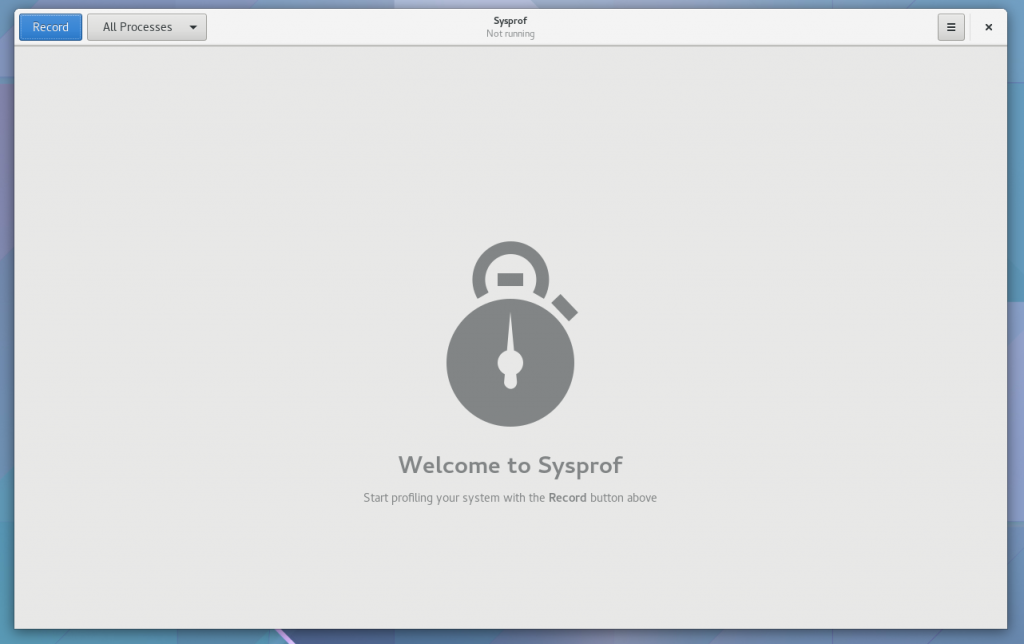 Record
All Processes
Sysprof
Not running
Welcome to Sysprof
Start profiling your system with the Record button above